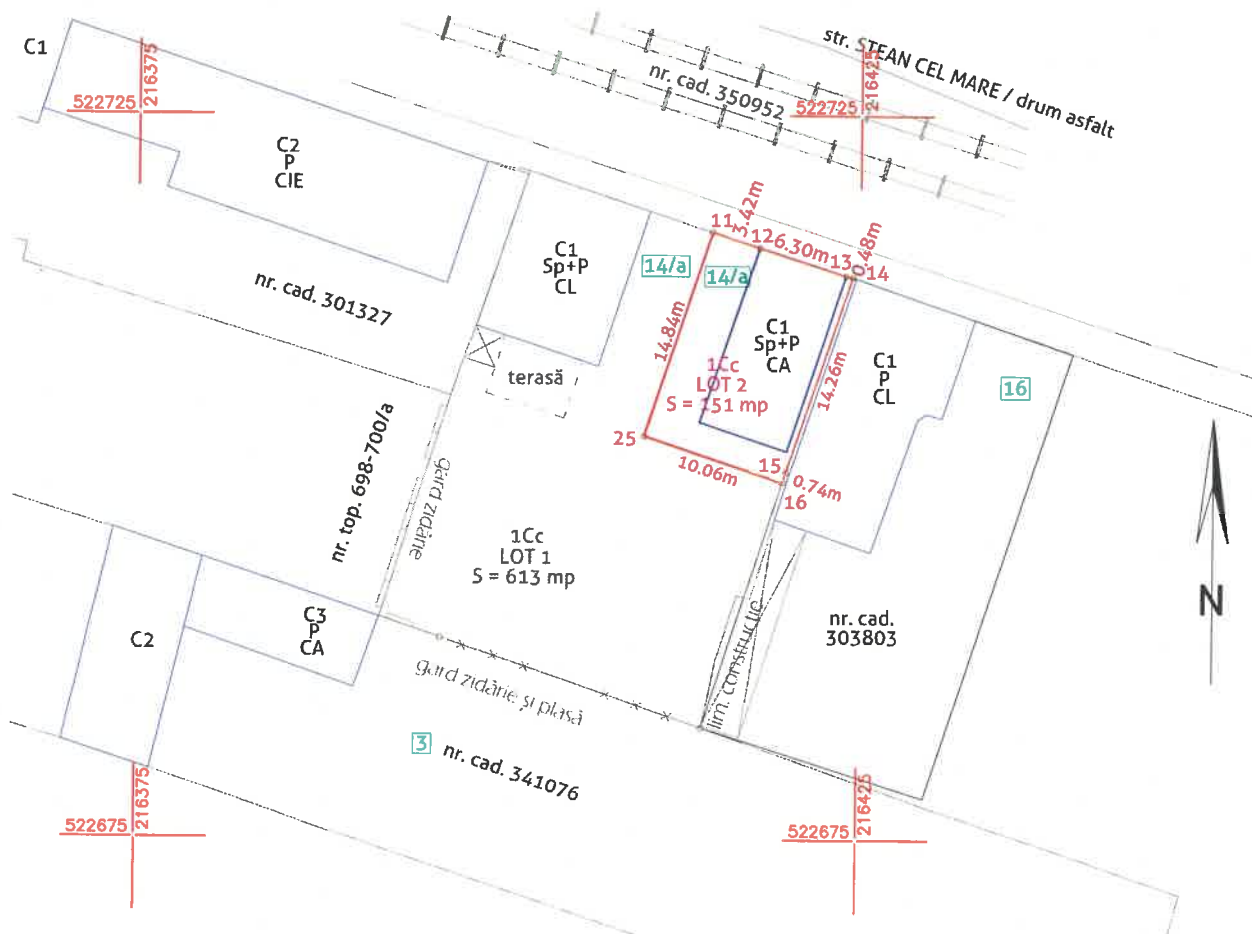 str. STEAN CEL MARE / drum asfalt
C1
216375
522725
nr. cad. 350952
216425
522725
C2
P
CIE
C1
Sp+P
CL
14/a
11
3.42m
12
6.30m
13
0.48m
14
14/a
nr. cad. 301327
14.84m
C1
Sp+P
CA
1Cc
LOT 2
S = 151 mp
14.26m
C1
P
CL
16
terasă
25
10.06m
15
0.74m
16
nr. top. 698-700/a
gard zidărie
1Cc
LOT 1
S = 613 mp
C2
C3
P
CA
lim. constructie
nr. cad.
303803
N
gard zidărie și plasă
3
nr. cad. 341076
216375
522675
216425
522675